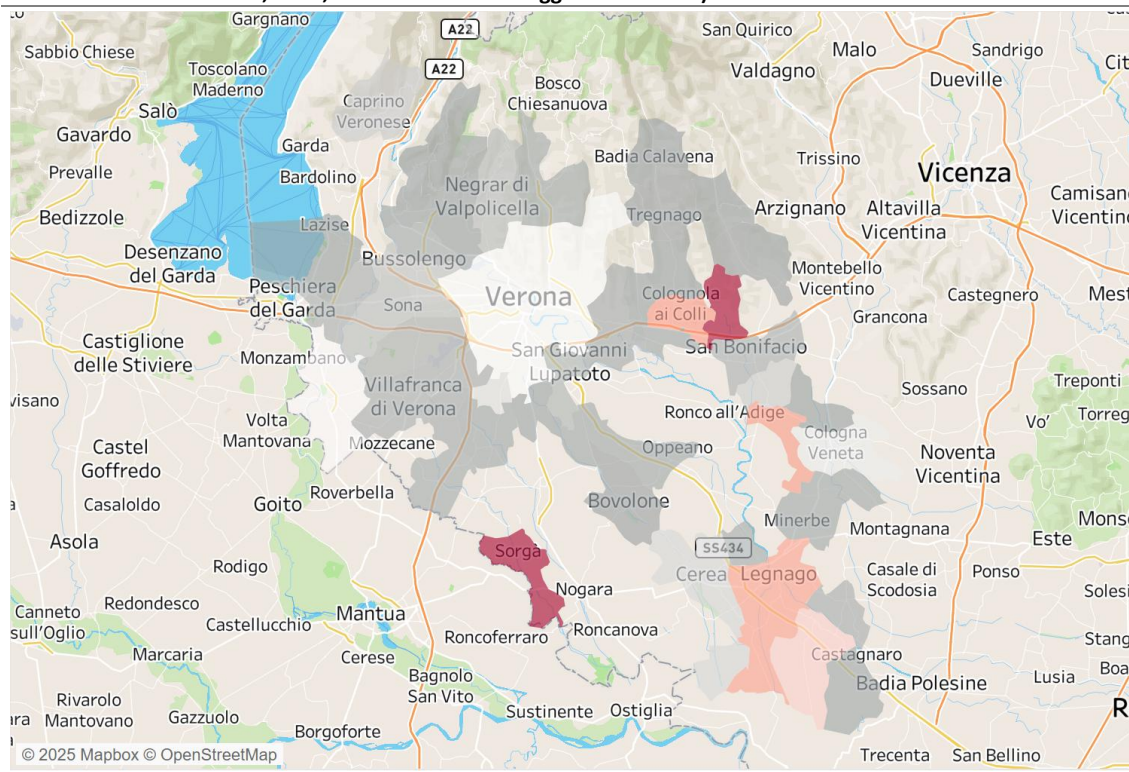 Gargnano
A22
San Quirico
Sabbio Chiese
Malo
Sandrigo
A22
Valdagno
Dueville
Toscolano
Maderno
Bosco
Chiesanuova
Salò
Caprino
Veronese
Gavardo
Garda
Badia Calavena
Trissino
Prevalle
Bardolino
Vicenza
Negrar di
Valpolicella
Bedizzole
Lazise
Tregnago
Arzignano
Altavilla
Vicentina
Camisano
Vicentino
Desenzano
del Garda
Bussolengo
Montebello
Vicentino
Peschiera
del Garda
Sona
Verona
Colognola
ai Colli
Castegnero
Grancona
Castiglione
delle Stiviere
Monzambano
San Giovanni
Lupatoto
San Bonifacio
Villafranca
di Verona
Sossano
Treponti
Volta
Mantovana
Ronco all'Adige
Vo'
Torreg
Castel
Goffredo
Mozzecane
Oppeano
Cologna
Veneta
Noventa
Vicentina
Casaloldo
Roverbella
Goito
Bovolone
Minerbe
Montagnana
Asola
Sorgà
SS434
Este
Rodigo
Cerea
Legnago
Casale di
Scodosia
Ponso
Nogara
Canneto
sull'Oglio
Redondesco
Castellucchio
Mantua
Roncoferraro
Roncanova
Marcaria
Cerese
Castagnaro
Bagnolo
San Vito
Badia Polesine
Lusia
Rivarolo
Mantovano
Gazzuolo
Sustinente
Ostiglia
Borgoforte
Trecenta
San Bellino
© 2025 Mapbox © OpenStreetMap